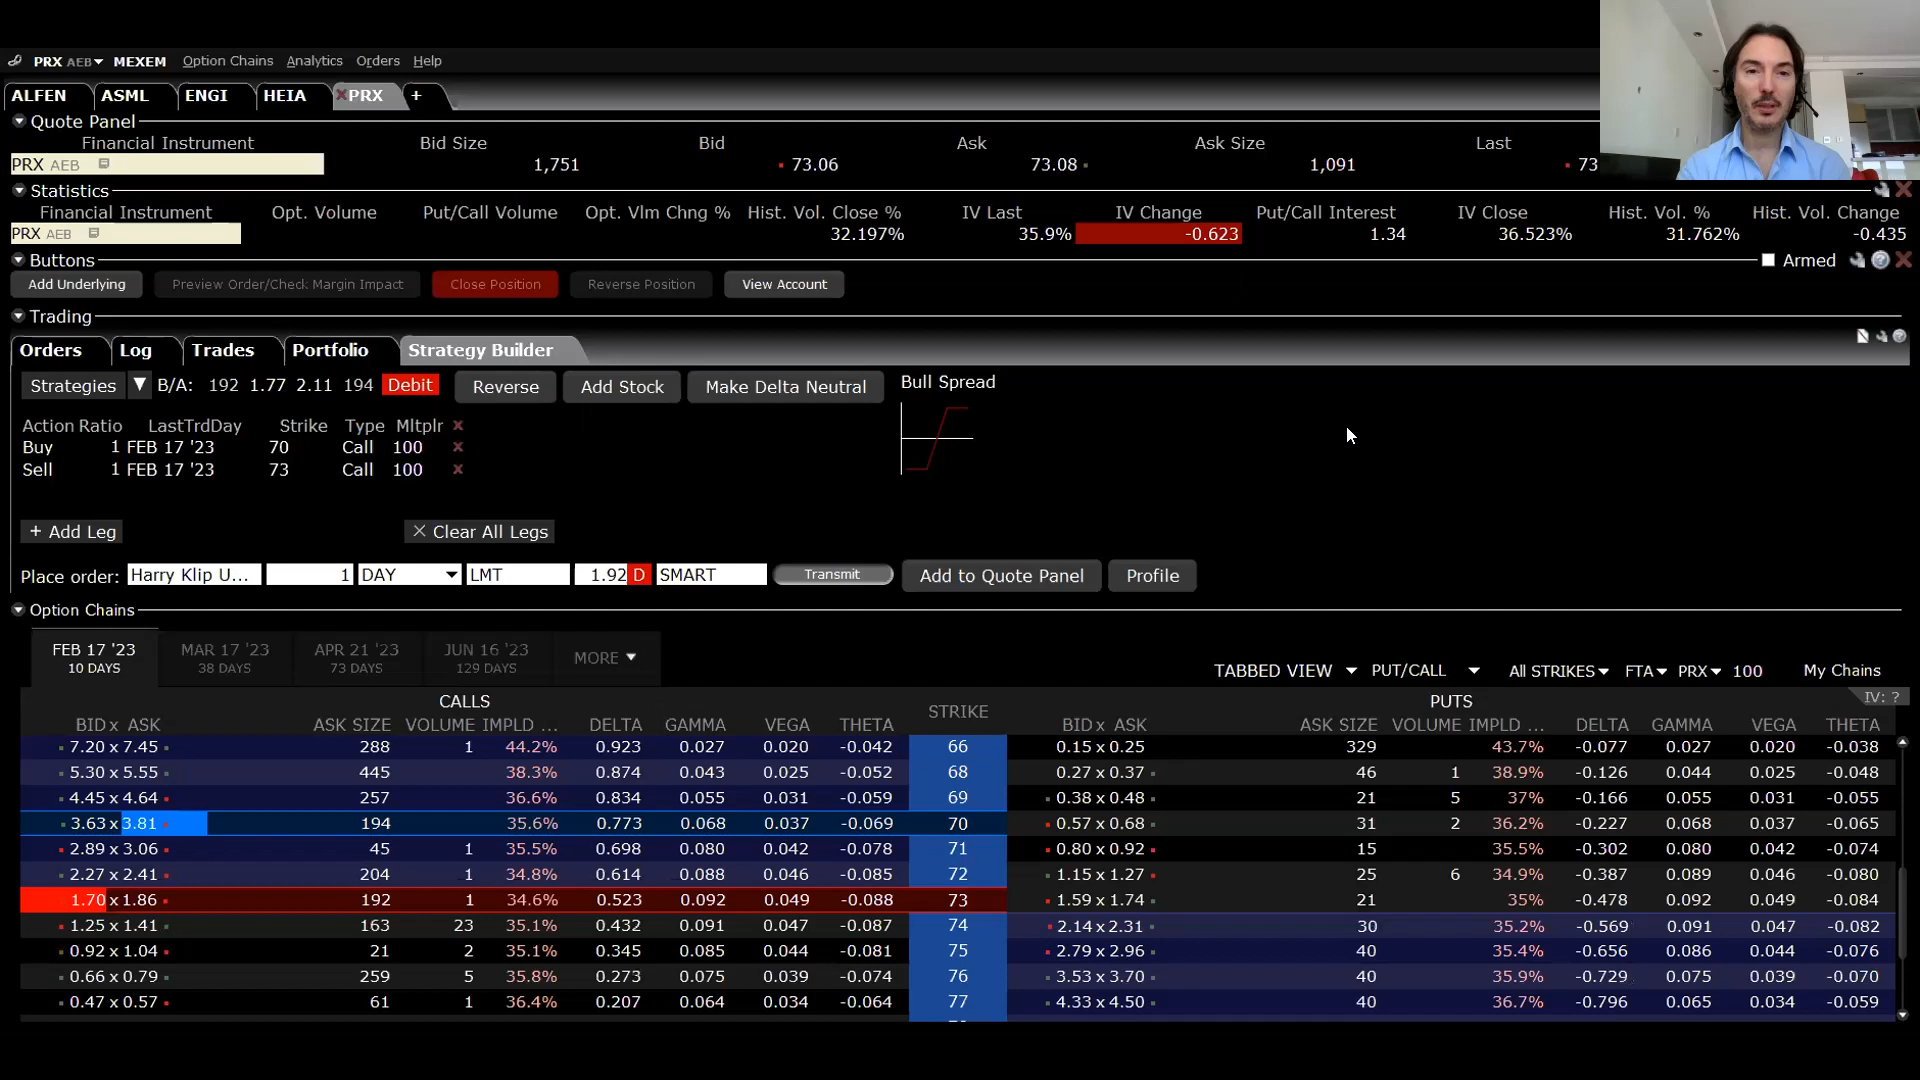 PRX AEB MEXEM Option Chains Analytics Orders Help
ALFEN ASML ENGI HEIA PRX +
Quote Panel
Financial Instrument Bid Size Bid Ask Ask Size Last
PRX AEB 1,751 73.06 73.08 1,091 73
Statistics
Financial Instrument Opt. Volume Put/Call Volume Opt. Vlm Chng % Hist. Vol. Close % IV Last IV Change Put/Call Interest IV Close Hist. Vol. % Hist. Vol. Change
PRX AEB 32.197% 35.9% -0.623 1.34 36.523% 31.762% -0.435
Buttons Armed
Add Underlying Preview Order/Check Margin Impact Close Position Reverse Position View Account
Trading
Orders Log Trades Portfolio Strategy Builder
Strategies B/A: 192 1.77 2.11 194 Debit Reverse Add Stock Make Delta Neutral Bull Spread
Action Ratio LastTrdDay Strike Type Mltplr
Buy 1 FEB 17 '23 70 Call 100
Sell 1 FEB 17 '23 73 Call 100
+ Add Leg Clear All Legs
Place order: Harry Klip U... 1 DAY LMT 1.92 D SMART Transmit Add to Quote Panel Profile
Option Chains
FEB 17 '23 MAR 17 '23 APR 21 '23 JUN 16 '23 MORE
10 DAYS 38 DAYS 73 DAYS 129 DAYS
TABBED VIEW PUT/CALL All STRIKES FTA PRX 100 My Chains
CALLS STRIKE PUTS IV: ?
BID x ASK ASK SIZE VOLUME IMPLD ... DELTA GAMMA VEGA THETA BID x ASK ASK SIZE VOLUME IMPLD ... DELTA GAMMA VEGA THETA
7.20 x 7.45 288 1 44.2% 0.923 0.027 0.020 -0.042 66 0.15 x 0.25 329 43.7% -0.077 0.027 0.020 -0.038
5.30 x 5.55 445 38.3% 0.874 0.043 0.025 -0.052 68 0.27 x 0.37 46 1 38.9% -0.126 0.044 0.025 -0.048
4.45 x 4.64 257 36.6% 0.834 0.055 0.031 -0.059 69 0.38 x 0.48 21 5 37% -0.166 0.055 0.031 -0.055
3.63 x 3.81 194 35.6% 0.773 0.068 0.037 -0.069 70 0.57 x 0.68 31 2 36.2% -0.227 0.068 0.037 -0.065
2.89 x 3.06 45 1 35.5% 0.698 0.080 0.042 -0.078 71 0.80 x 0.92 15 35.5% -0.302 0.080 0.042 -0.074
2.27 x 2.41 204 1 34.8% 0.614 0.088 0.046 -0.085 72 1.15 x 1.27 25 6 34.9% -0.387 0.089 0.046 -0.080
1.70 x 1.86 192 1 34.6% 0.523 0.092 0.049 -0.088 73 1.59 x 1.74 21 35% -0.478 0.092 0.049 -0.084
1.25 x 1.41 163 23 35.1% 0.432 0.091 0.047 -0.087 74 2.14 x 2.31 30 35.2% -0.569 0.091 0.047 -0.082
0.92 x 1.04 21 2 35.1% 0.345 0.085 0.044 -0.081 75 2.79 x 2.96 40 35.4% -0.656 0.086 0.044 -0.076
0.66 x 0.79 259 5 35.8% 0.273 0.075 0.039 -0.074 76 3.53 x 3.70 40 35.9% -0.729 0.075 0.039 -0.070
0.47 x 0.57 61 1 36.4% 0.207 0.064 0.034 -0.064 77 4.33 x 4.50 40 36.7% -0.796 0.065 0.034 -0.059